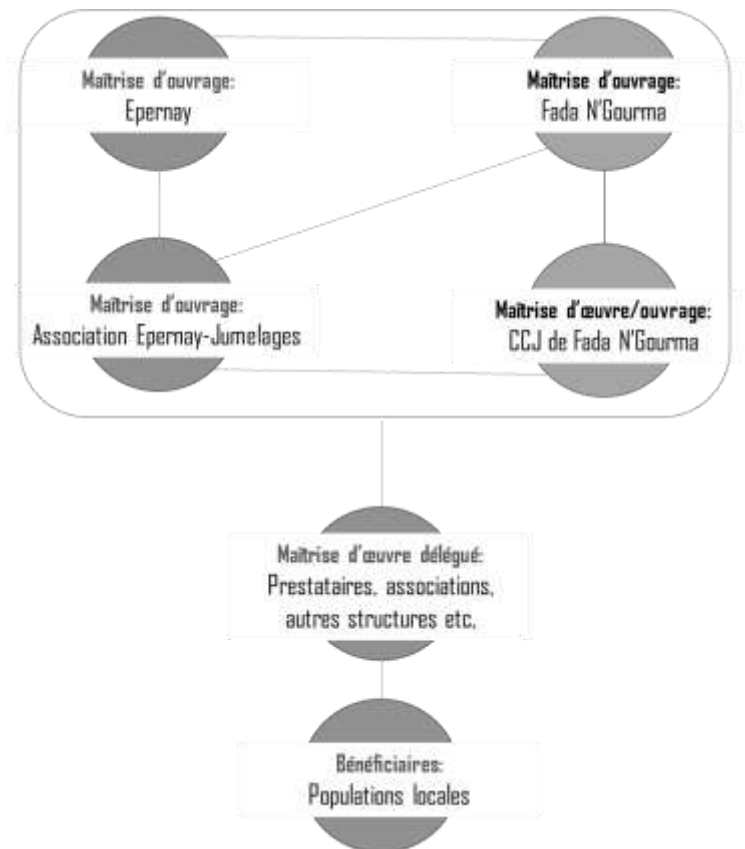 Maîtrise d'ouvrage:
Epernay
Maîtrise d'ouvrage:
Fada N'Gourma
Maîtrise d'ouvrage:
Association Epernay-Jumelages
Maîtrise d'œuvre/ouvrage:
CCJ de Fada N'Gourma
Maîtrise d'œuvre délégué:
Prestataires, associations,
autres structures etc.
Bénéficiaires:
Populations locales